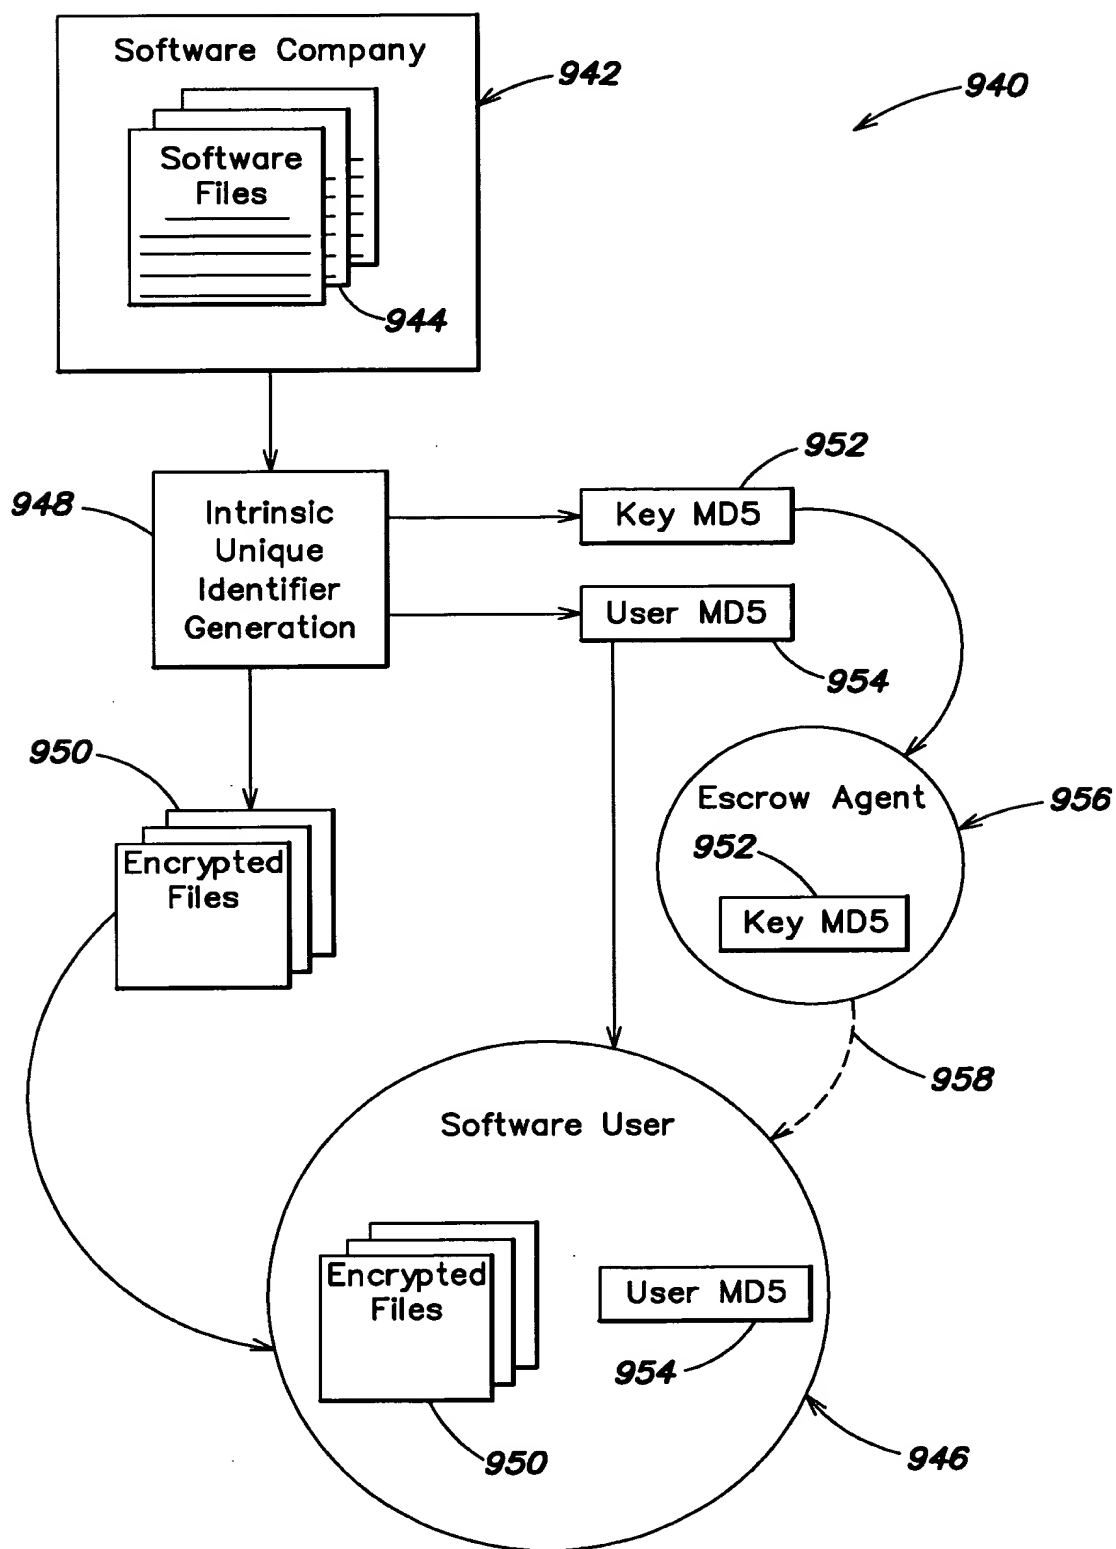 Software Company
942
940
Software
Files
944
952
948
Intrinsic
Unique
Identifier
Generation
Key MD5
User MD5
954
950
Escrow Agent
956
952
Encrypted
Files
Key MD5
958
Software User
Encrypted
Files
User MD5
954
950
946